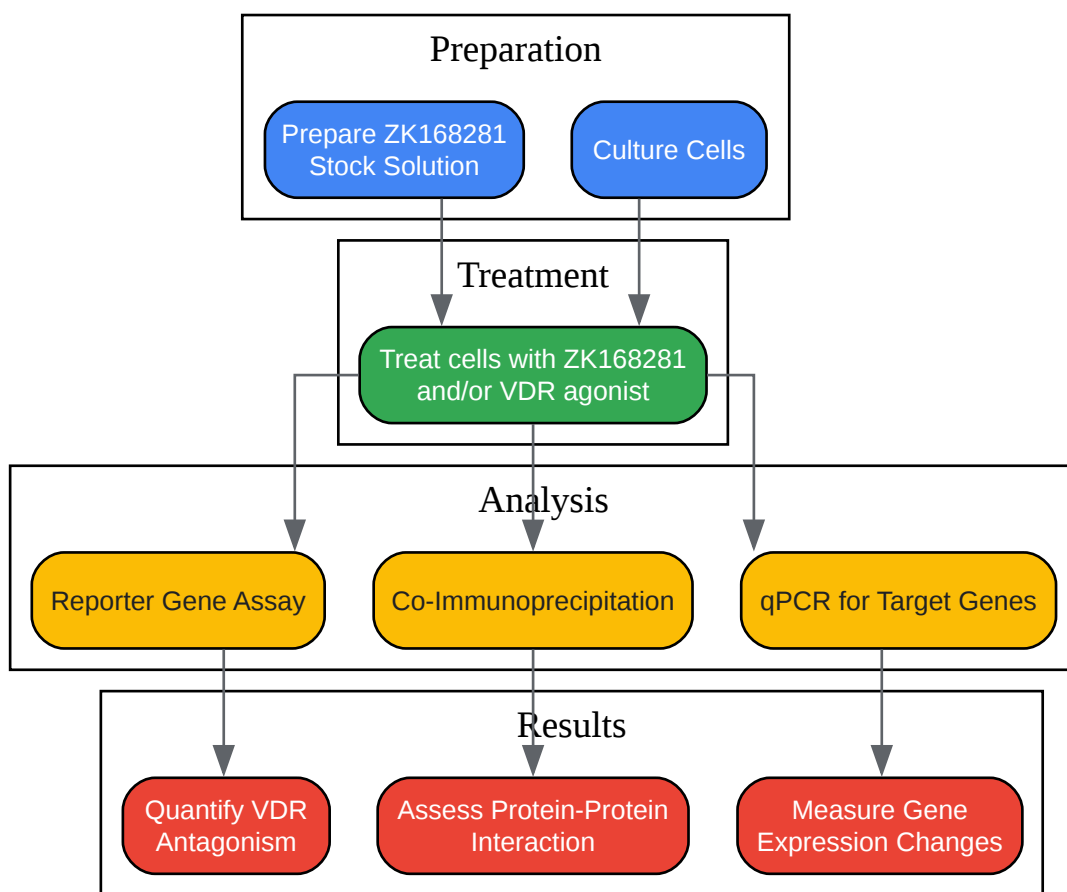 Preparation
Prepare ZK168281
Stock Solution
Culture Cells
Treatment
Treat cells with ZK168281
and/or VDR agonist
Analysis
Reporter Gene Assay
Co-Immunoprecipitation
qPCR for Target Genes
Results
Quantify VDR
Antagonism
Assess Protein-Protein
Interaction
Measure Gene
Expression Changes